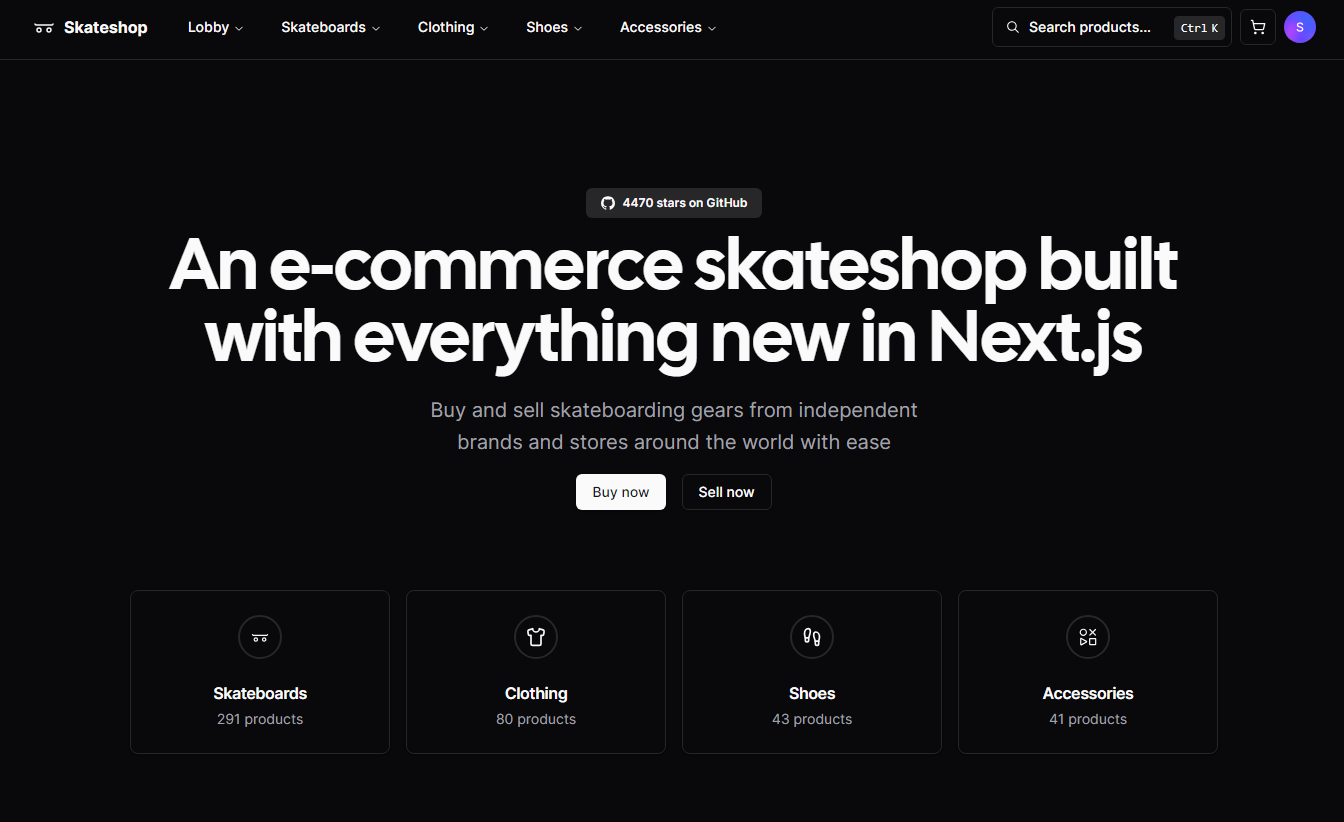 Skateshop Lobby Skateboards Clothing Shoes Accessories Search products... Ctrl K S
4470 stars on GitHub
An e-commerce skateshop built
with everything new in Next.js
Buy and sell skateboarding gears from independent
brands and stores around the world with ease
Buy now Sell now
Skateboards Clothing Shoes Accessories
291 products 80 products 43 products 41 products